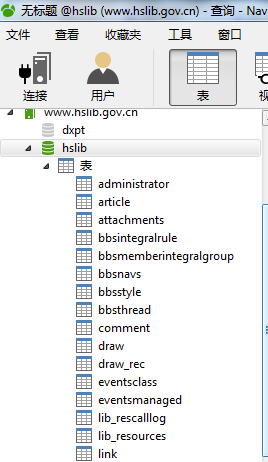 无标题 @hslib (www.hslib.gov.cn) - 查询 - Nav
文件 查看 收藏夹 工具 窗口
连接 用户 表
www.hslib.gov.cn
dxpt
hslib
表
administrator
article
attachments
bbsintegralrule
bbsmemberintegralgroup
bbsnavs
bbsstyle
bbsthread
comment
draw
draw_rec
eventsclass
eventsmanaged
lib_rescalllog
lib_resources
link